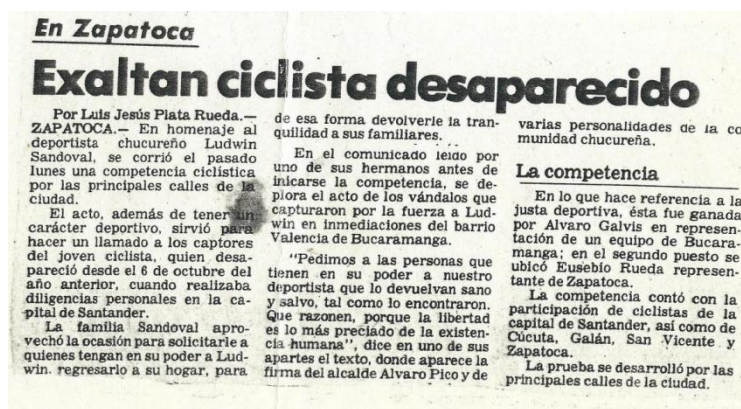 En Zapatoca
Exaltan ciclista desaparecido
Por Luis Jesús Plata Rueda.—
ZAPATOCA.— En homenaje al
deportista chucureño Ludwin
Sandoval, se corrió el pasado
lunes una competencia ciclística
por las principales calles de la
ciudad.
El acto, además de tener un
carácter deportivo, sirvió para
hacer un llamado a los captores
del joven ciclista, quien desa-
pareció desde el 6 de octubre del
año anterior, cuando realizaba
diligencias personales en la ca-
pital de Santander.
La familia Sandoval apro-
vechó la ocasión para solicitarle a
quienes tengan en su poder a Lud-
win. regresarlo a su hogar, para
de esa forma devolverle la tran-
quilidad a sus familiares.
En el comunicado leído por
uno de sus hermanos antes de
inicarse la competencia, se de-
plora el acto de los vándalos que
capturaron por la fuerza a Lud-
win en inmediaciones del barrio
Valencia de Bucaramanga.
"Pedimos a las personas que
tienen en su poder a nuestro
deportista que lo devuelvan sano
y salvo, tal como lo encontraron.
Que razonen, porque la libertad
es lo más preciado de la existen-
cia humana", dice en uno de sus
apartes el texto, donde aparece la
firma del alcalde Alvaro Pico y de
varias personalidades de la co
munidad chucureña.
La competencia
En lo que hace referencia a la
justa deportiva, ésta fue ganada
por Alvaro Galvis en represen-
tación de un equipo de Bucara-
manga; en el segundo puesto se
ubicó Eusebio Rueda represen-
tante de Zapatoca.
La competencia contó con la
participación de ciclistas de la
capital de Santander, así como de
Cúcuta, Galán, San Vicente y
Zapatoca.
La prueba se desarrolló por las
principales calles de la ciudad.